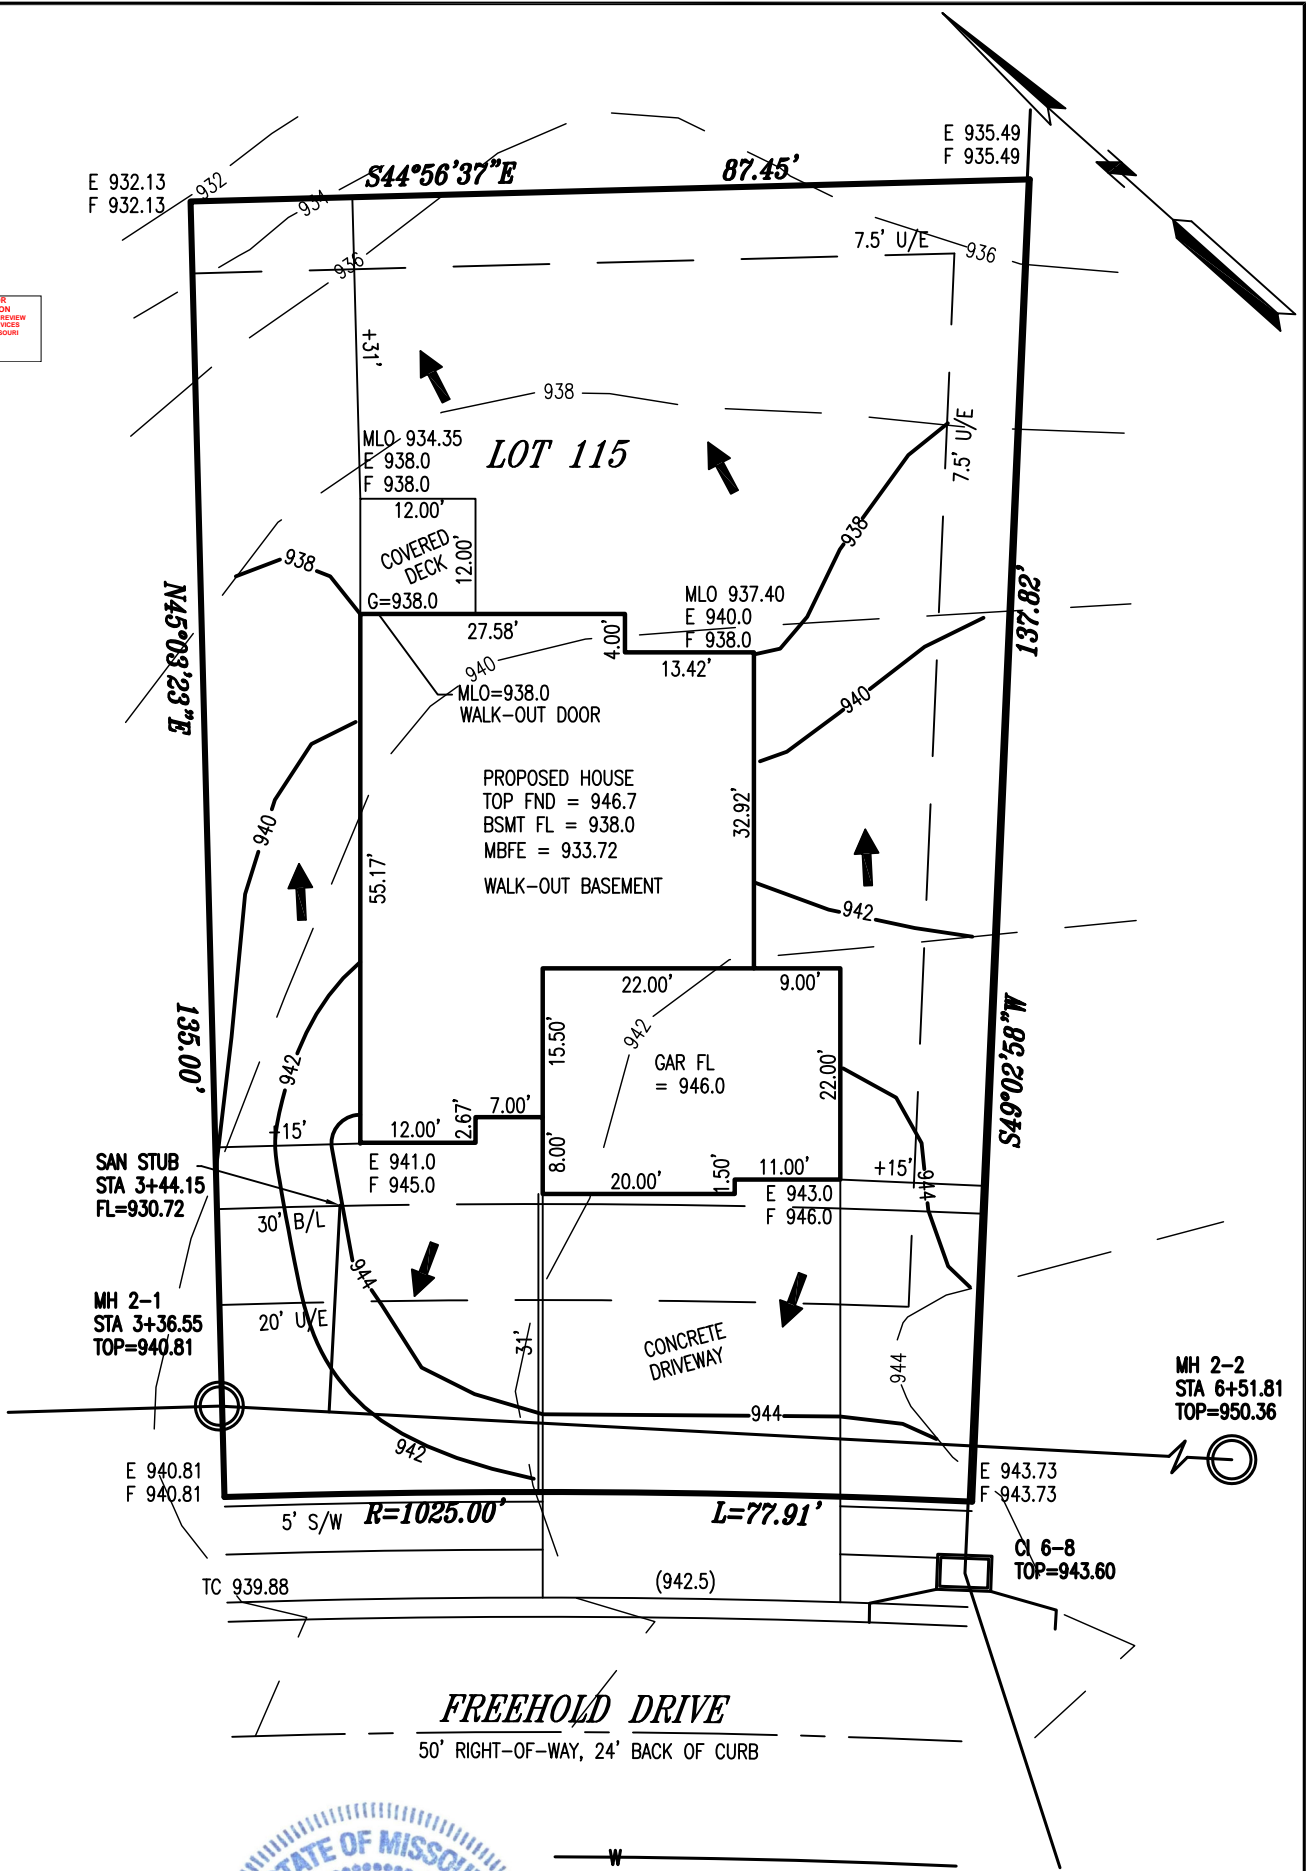 E 935.49
F 935.49
S44°56'37"E
87.45'
E 932.13
F 932.13
932
934
936
7.5' U/E
936
R
ON
REVIEW
VICES
SOURI
+31'
938
MLO 934.35
E 938.0
F 938.0
LOT 115
7.5' U/E
12.00'
COVERED
DECK
12.00'
938
938
G=938.0
MLO 937.40
E 940.0
F 938.0
N45°03'23"E
137.82'
27.58'
4.00'
13.42'
940
MLO=938.0
WALK-OUT DOOR
940
PROPOSED HOUSE
TOP FND = 946.7
BSMT FL = 938.0
MBFE = 933.72
WALK-OUT BASEMENT
32.92'
940
55.17'
942
22.00'
9.00'
135.00'
15.50'
942
GAR FL
= 946.0
22.00'
S49°02'58"W
942
7.00'
+15'
12.00'
2.67'
8.00'
E 941.0
F 945.0
20.00'
1.50'
11.00'
+15'
944
E 943.0
F 946.0
SAN STUB
STA 3+44.15
FL=930.72
30' B/L
944
MH 2-1
STA 3+36.55
TOP=940.81
20' U/E
31'
CONCRETE
DRIVEWAY
944
MH 2-2
STA 6+51.81
TOP=950.36
944
942
E 940.81
F 940.81
E 943.73
F 943.73
5' S/W
R=1025.00'
L=77.91'
CI 6-8
TOP=943.60
TC 939.88
(942.5)
FREEHOLD DRIVE
50' RIGHT-OF-WAY, 24' BACK OF CURB
STATE OF MISSOU
W